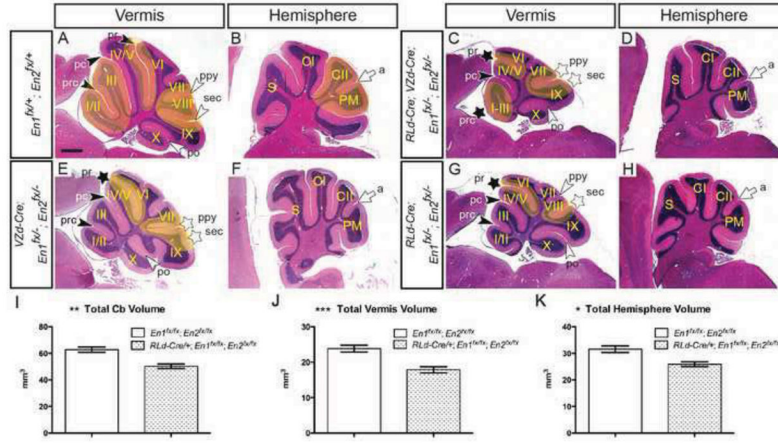 Vermis
Hemisphere
Vermis
Hemisphere
En1fx/+; En2fx/+
A
pr
IV/V
VI
pc
III
prc
I/II
VII
VIII
IX
X
ppy
sec
po
B
CI
S
CII
PM
a
RLd-Cre; VZd-Cre;
En1fx/-; En2fx/-
C
pr
VI
IV/V
pc
VII
I-III
prc
IX
X
ppy
sec
po
D
CI
S
CII
PM
a
VZd-Cre;
En1fx/-; En2fx/-
E
pr
IV/V
VI
pc
III
prc
I/II
VII
IX
X
ppy
sec
po
F
CI
S
CII
PM
a
RLd-Cre;
En1fx/-; En2fx/-
G
pr
VI
IV/V
pc
VII
III
VIII
prc
I/II
IX
X
ppy
sec
po
H
CI
S
CII
PM
a
I
** Total Cb Volume
mm³
80
60
40
20
0
En1fx/fx; En2fx/fx
RLd-Cre/+; En1fx/fx; En2fx/fx
J
*** Total Vermis Volume
mm³
30
20
10
0
En1fx/fx; En2fx/fx
RLd-Cre/+; En1fx/fx; En2fx/fx
K
* Total Hemisphere Volume
mm³
40
30
20
10
0
En1fx/fx; En2fx/fx
RLd-Cre/+; En1fx/fx; En2fx/fx